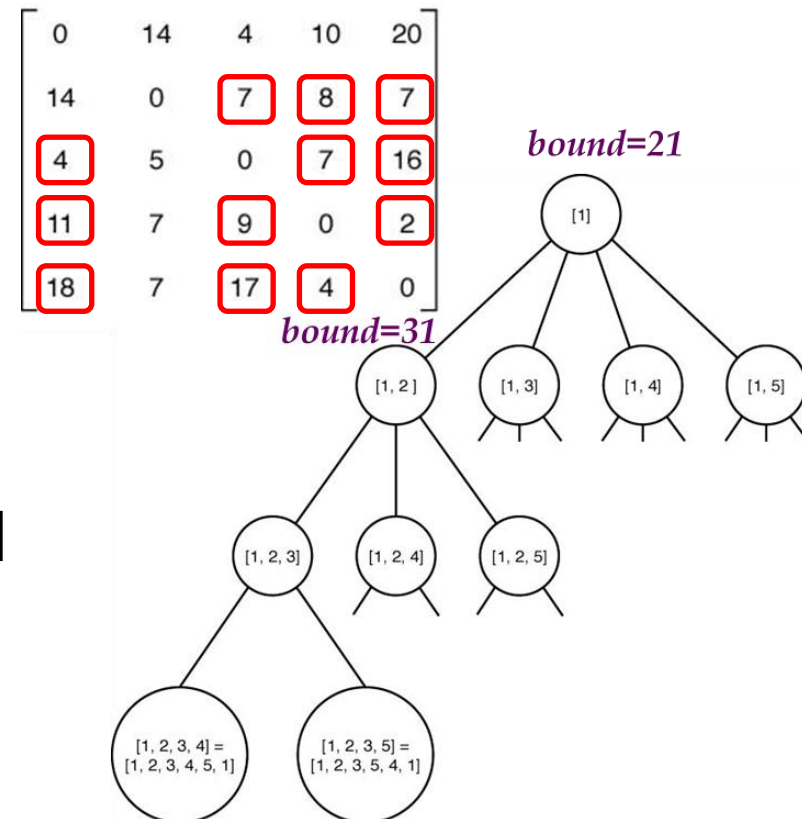 0 14 4 10 20
14 0 7 8 7
4 5 0 7 16
11 7 9 0 2
18 7 17 4 0
bound=21
[1]
bound=31
[1, 2 ]
[1, 3]
[1, 4]
[1, 5]
[1, 2, 3]
[1, 2, 4]
[1, 2, 5]
[1, 2, 3, 4] =
[1, 2, 3, 4, 5, 1]
[1, 2, 3, 5] =
[1, 2, 3, 5, 4, 1]